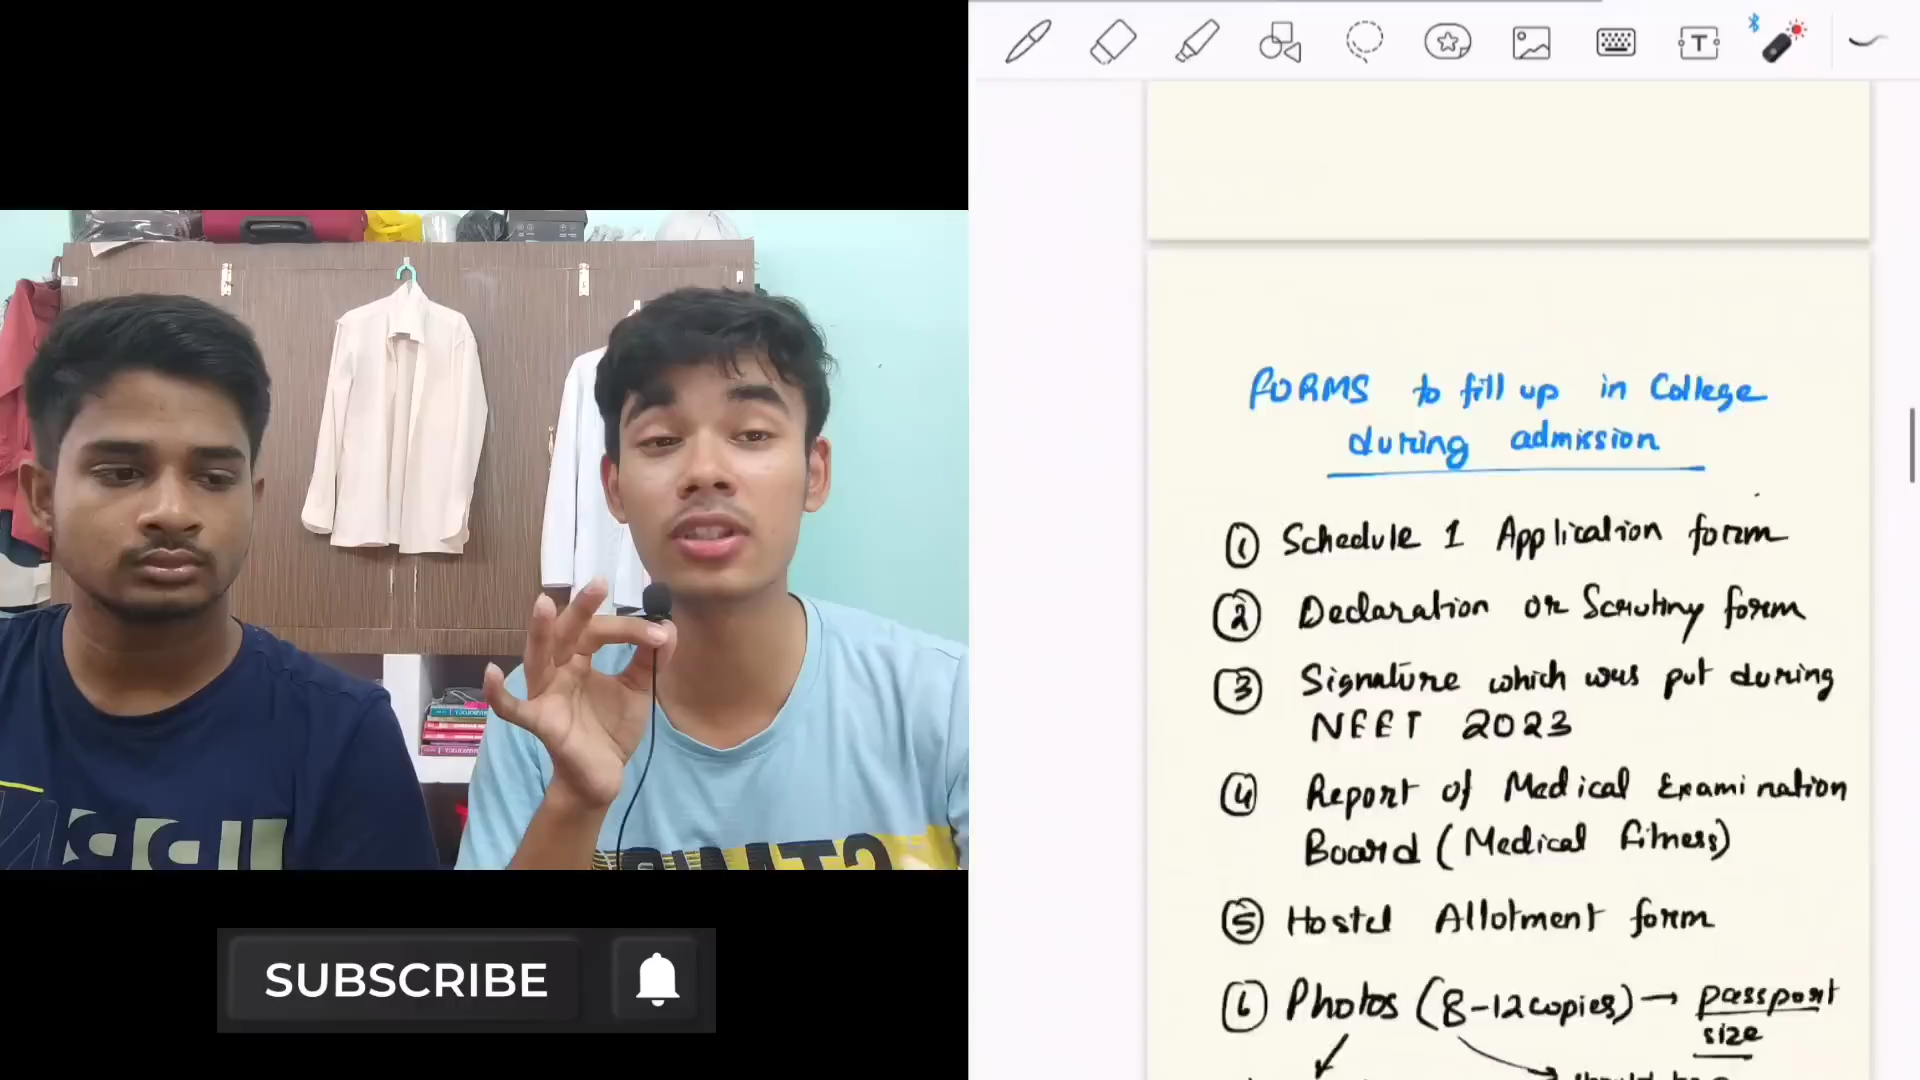 FORMS to fill up in College
during admission
① Schedule 1 Application form
② Declaration or Scrutiny form
③ Signature which was put during
NEET 2023
④ Report of Medical Examination
Board (Medical Fitness)
⑤ Hostel Allotment form
⑥ Photos (8-12 copies) → passport
size
SUBSCRIBE
T